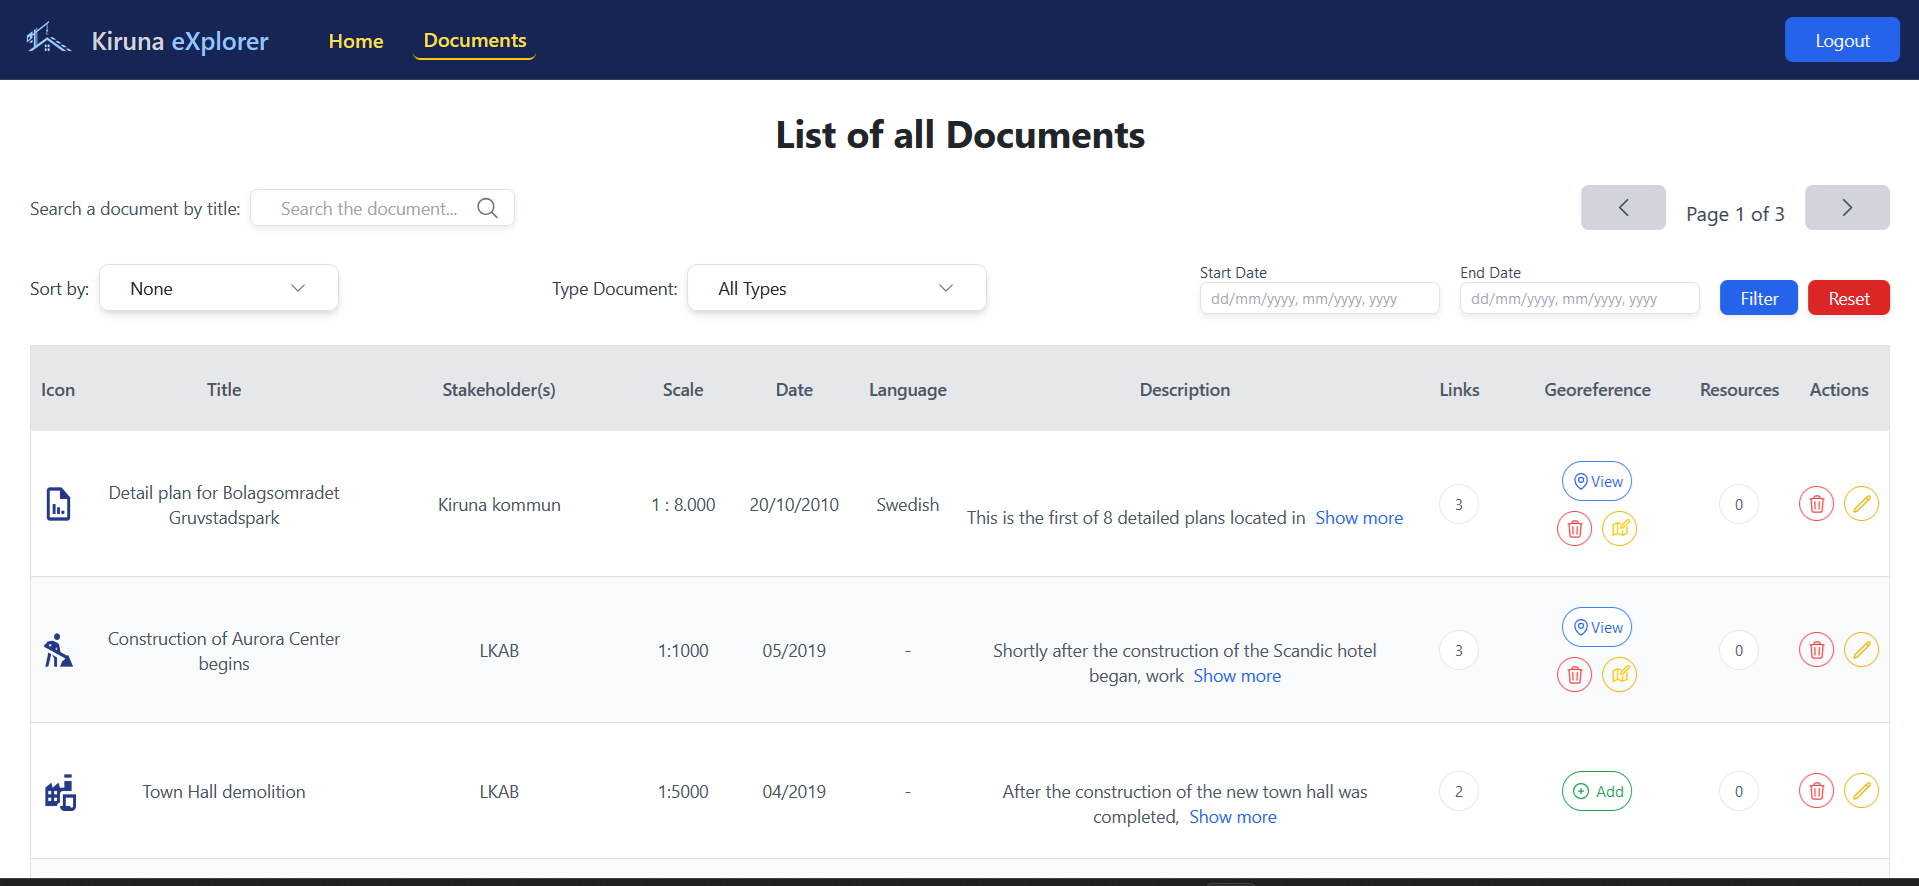 Kiruna eXplorer
Home
Documents
Logout
List of all Documents
Search a document by title:
Search the document...
Page 1 of 3
Sort by:
None
Type Document:
All Types
Start Date
dd/mm/yyyy, mm/yyyy, yyyy
End Date
dd/mm/yyyy, mm/yyyy, yyyy
Filter
Reset
Icon
Title
Stakeholder(s)
Scale
Date
Language
Description
Links
Georeference
Resources
Actions
Detail plan for Bolagsomradet
Gruvstadspark
Kiruna kommun
1 : 8.000
20/10/2010
Swedish
This is the first of 8 detailed plans located in Show more
3
View
0
Construction of Aurora Center
begins
LKAB
1:1000
05/2019
-
Shortly after the construction of the Scandic hotel
began, work Show more
3
View
0
Town Hall demolition
LKAB
1:5000
04/2019
-
After the construction of the new town hall was
completed, Show more
2
Add
0